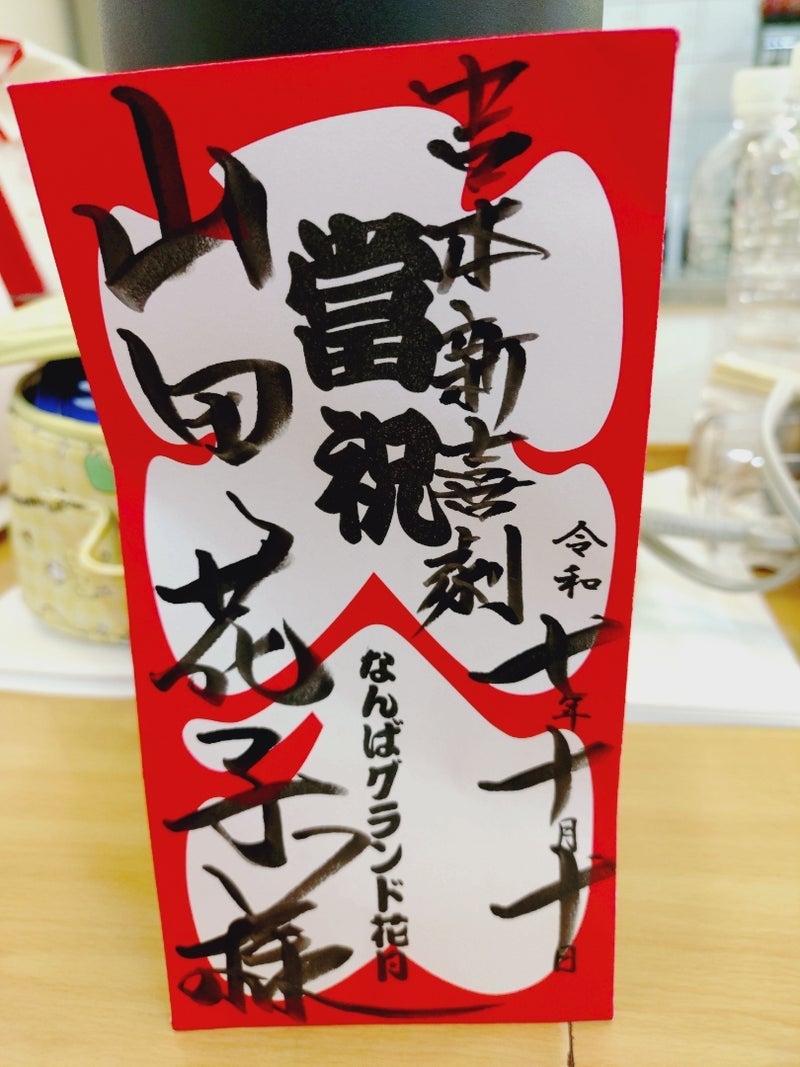 令和七年十月十日
吉本新喜劇
當祝
なんばグランド花月
山田花子様